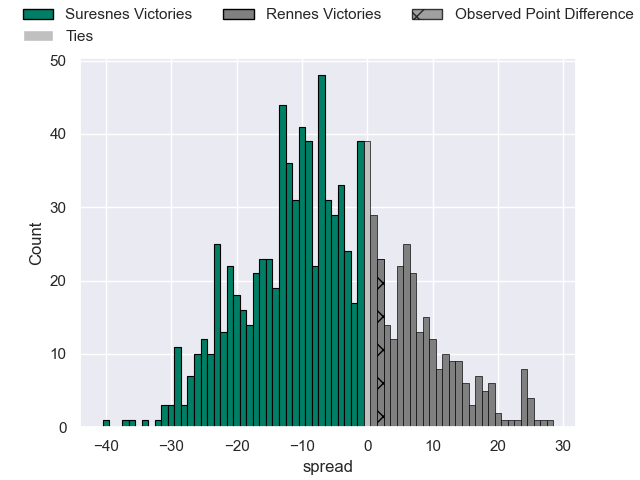 Suresnes Victories
Rennes Victories
Observed Point Difference
Ties
50
40
30
20
10
0
Count
−40
−30
−20
−10
0
10
20
30
spread